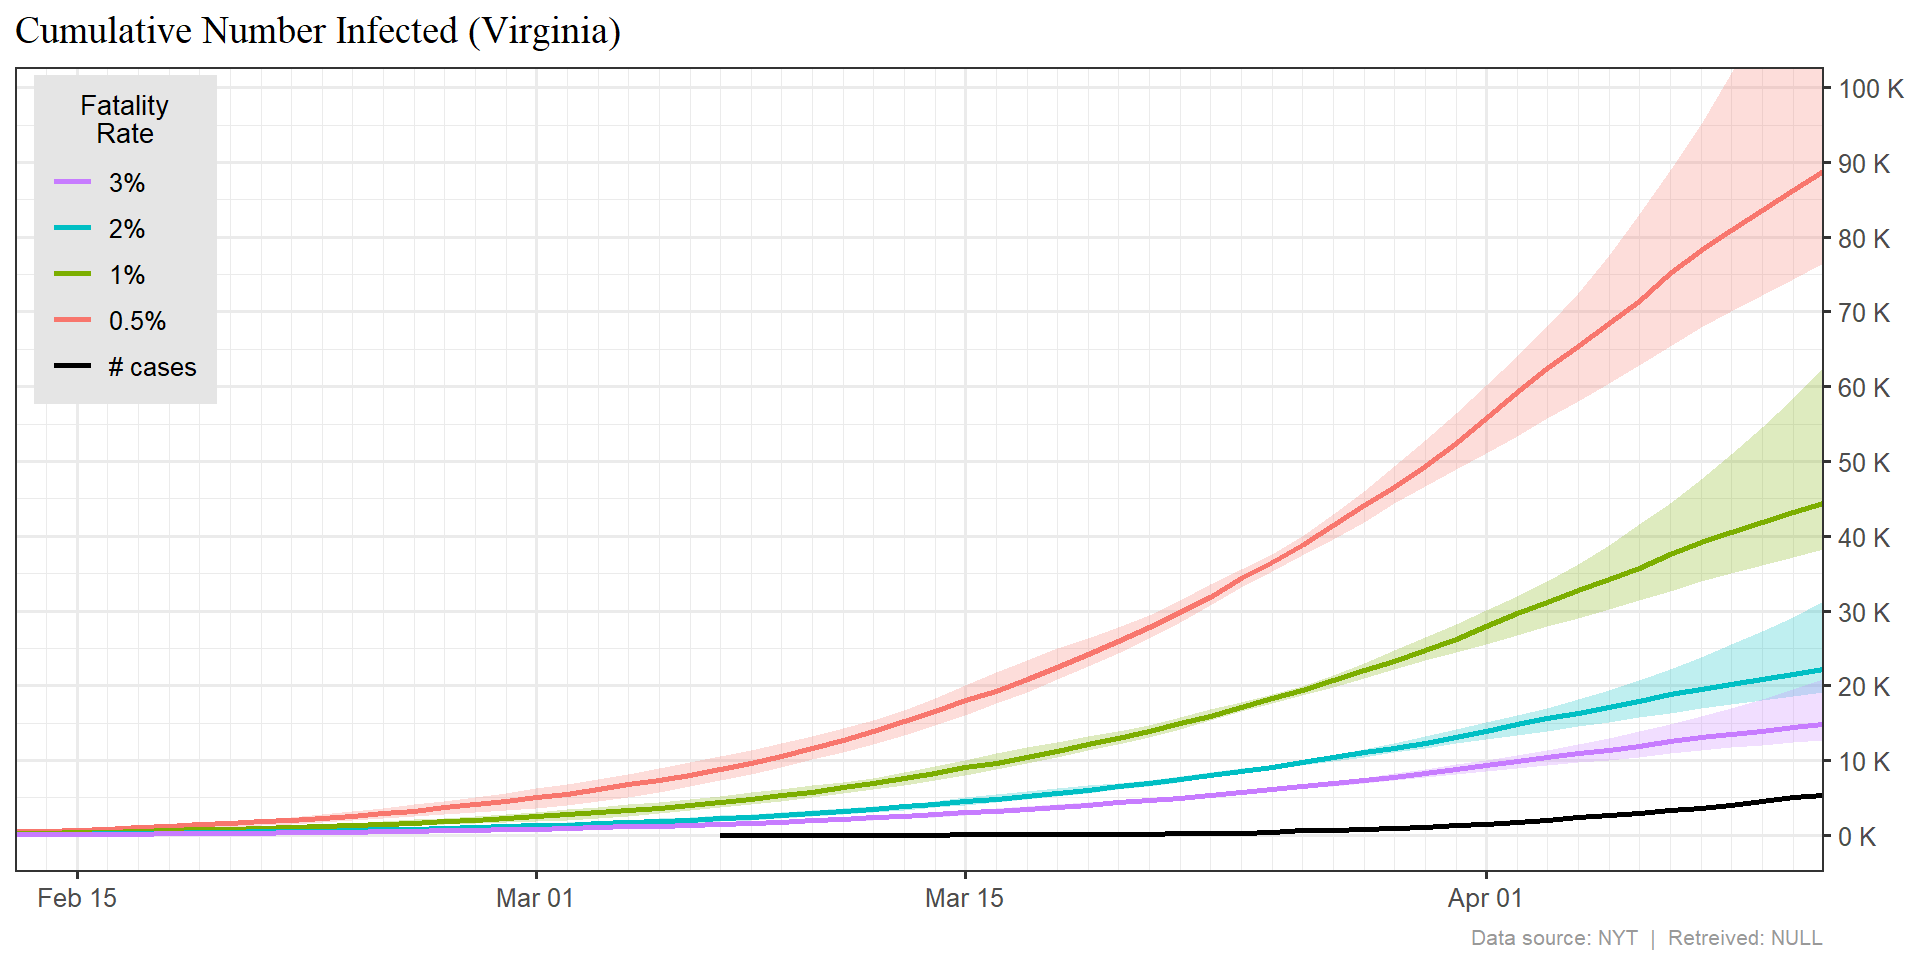 Cumulative Number Infected (Virginia)
Fatality
Rate
3%
2%
1%
0.5%
# cases
100 K
90 K
80 K
70 K
60 K
50 K
40 K
30 K
20 K
10 K
0 K
Feb 15
Mar 01
Mar 15
Apr 01
Data source: NYT | Retreived: NULL